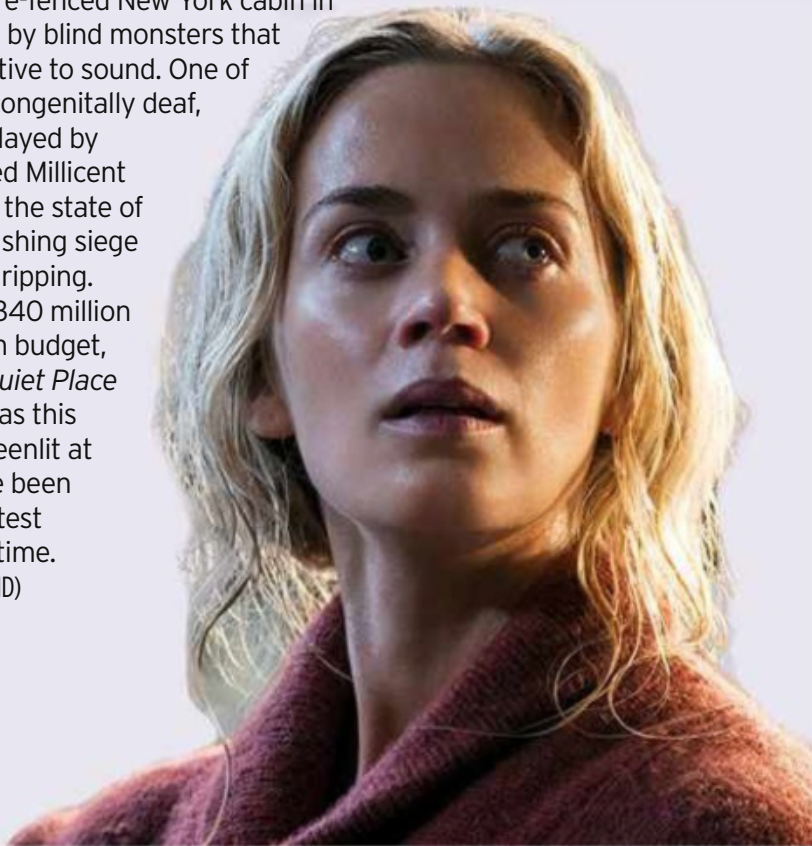 e-fenced New York cabin in
by blind monsters that
tive to sound. One of
ongenitally deaf,
layed by
ed Millicent
the state of
shing siege
ripping.
340 million
n budget,
uiet Place
as this
eenlit at
e been
test
time.
D)